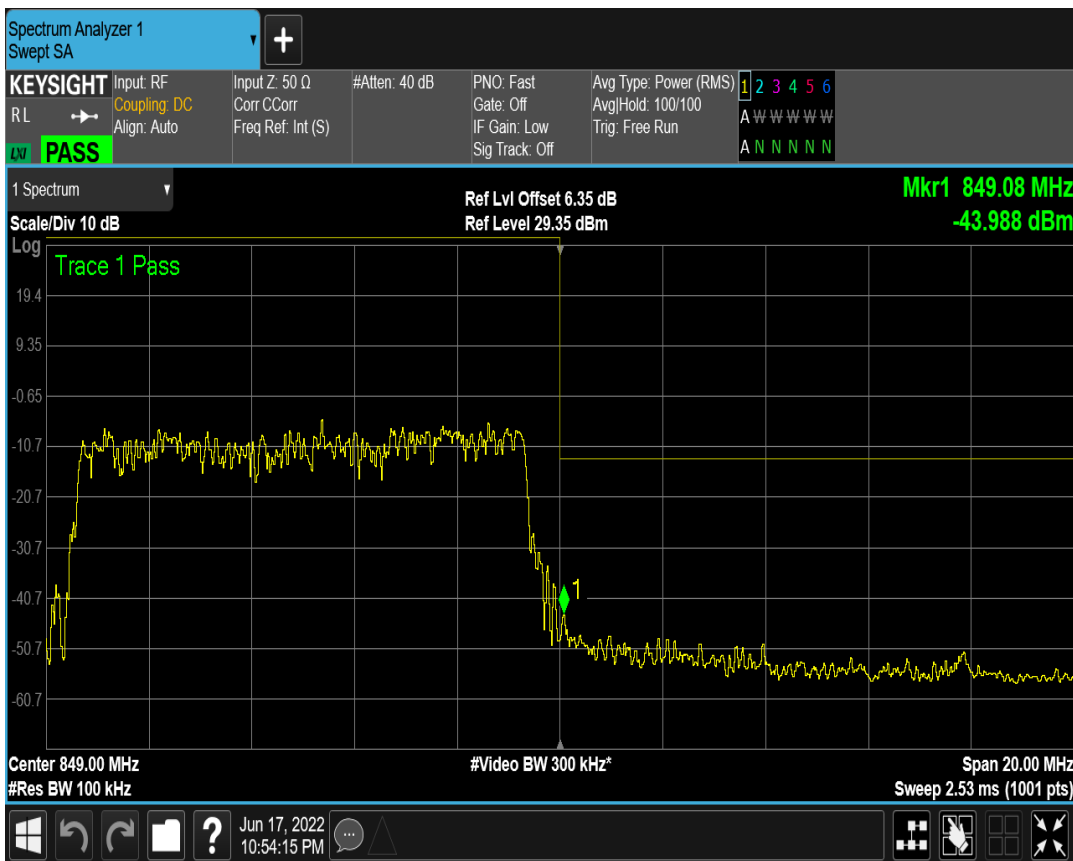 Spectrum Analyzer 1
Swept SA
+
KEYSIGHT Input: RF Input Z: 50 Ω #Atten: 40 dB PNO: Fast Avg Type: Power (RMS) 1 2 3 4 5 6
RL Coupling: DC Corr CCorr Gate: Off Avg|Hold: 100/100 A W W W W W
Align: Auto Freq Ref: Int (S) IF Gain: Low Trig: Free Run
LXI PASS Sig Track: Off A N N N N N
1 Spectrum Ref Lvl Offset 6.35 dB Mkr1 849.08 MHz
Scale/Div 10 dB Ref Level 29.35 dBm -43.988 dBm
Log
Trace 1 Pass
19.4
9.35
-0.65
-10.7
-20.7
-30.7
-40.7
1
-50.7
-60.7
Center 849.00 MHz #Video BW 300 kHz* Span 20.00 MHz
#Res BW 100 kHz Sweep 2.53 ms (1001 pts)
? Jun 17, 2022
10:54:15 PM